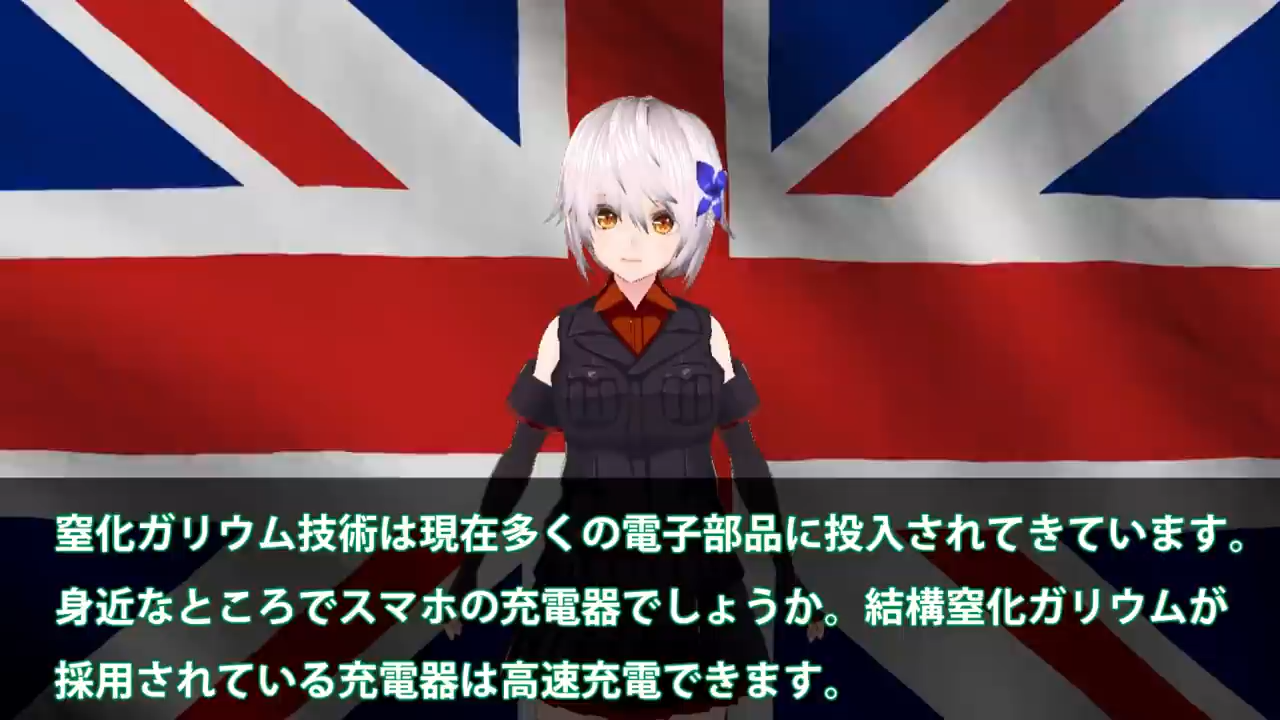 窒化ガリウム技術は現在多くの電子部品に投入されてきています。
身近なところでスマホの充電器でしょうか。結構窒化ガリウムが
採用されている充電器は高速充電できます。